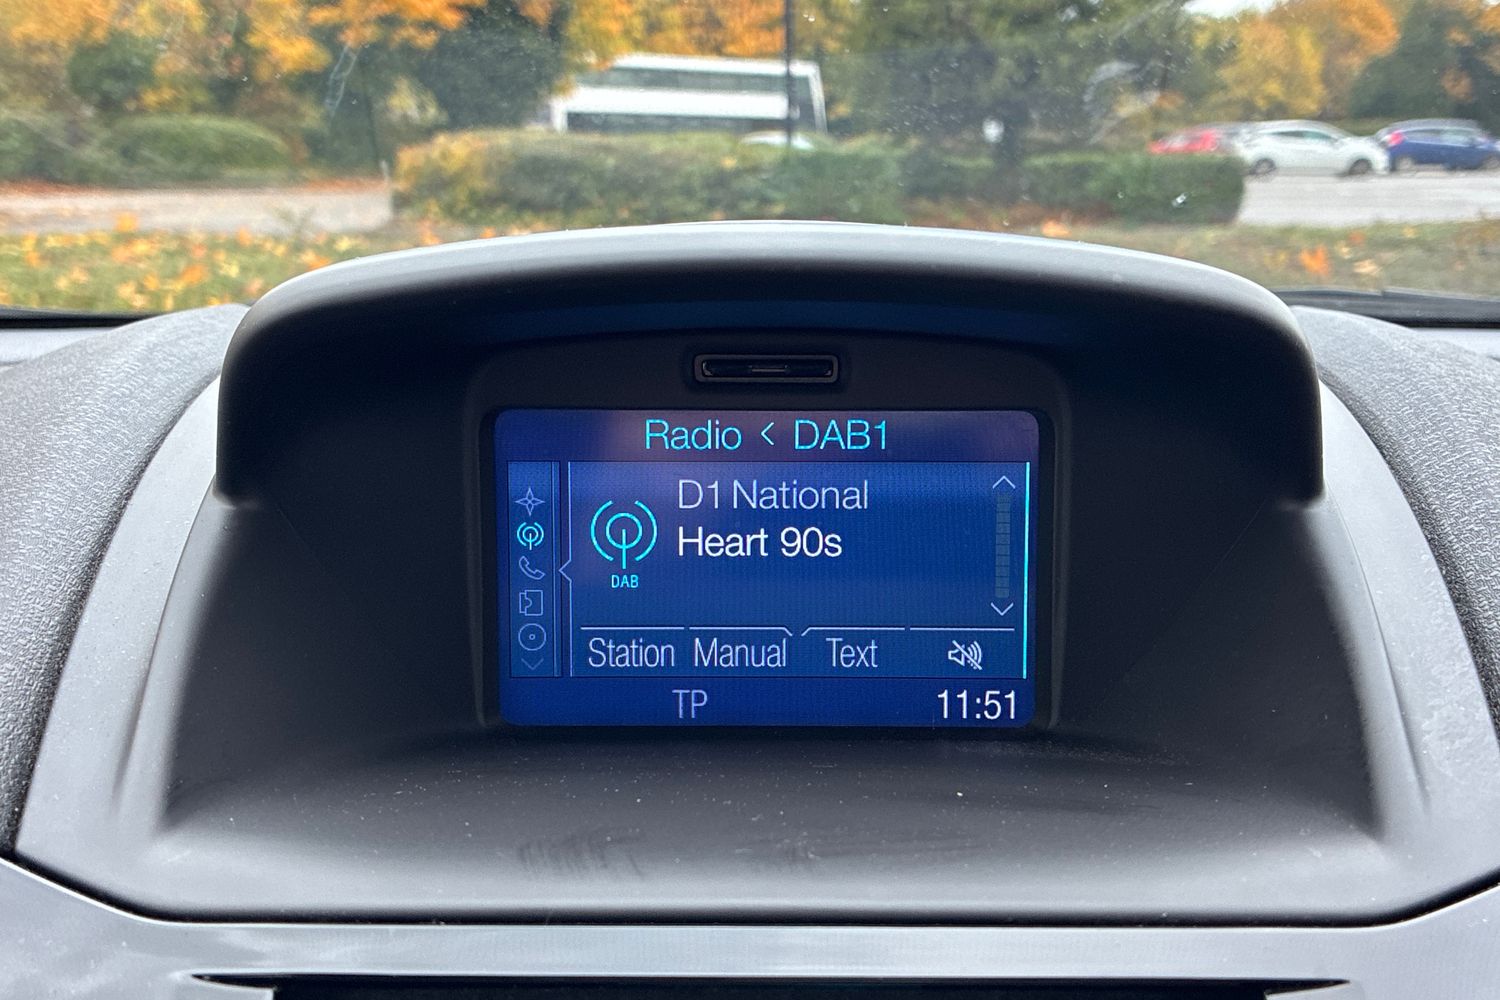 Radio < DAB1
D1 National
Heart 90s
DAB
Station Manual Text
TP 11:51